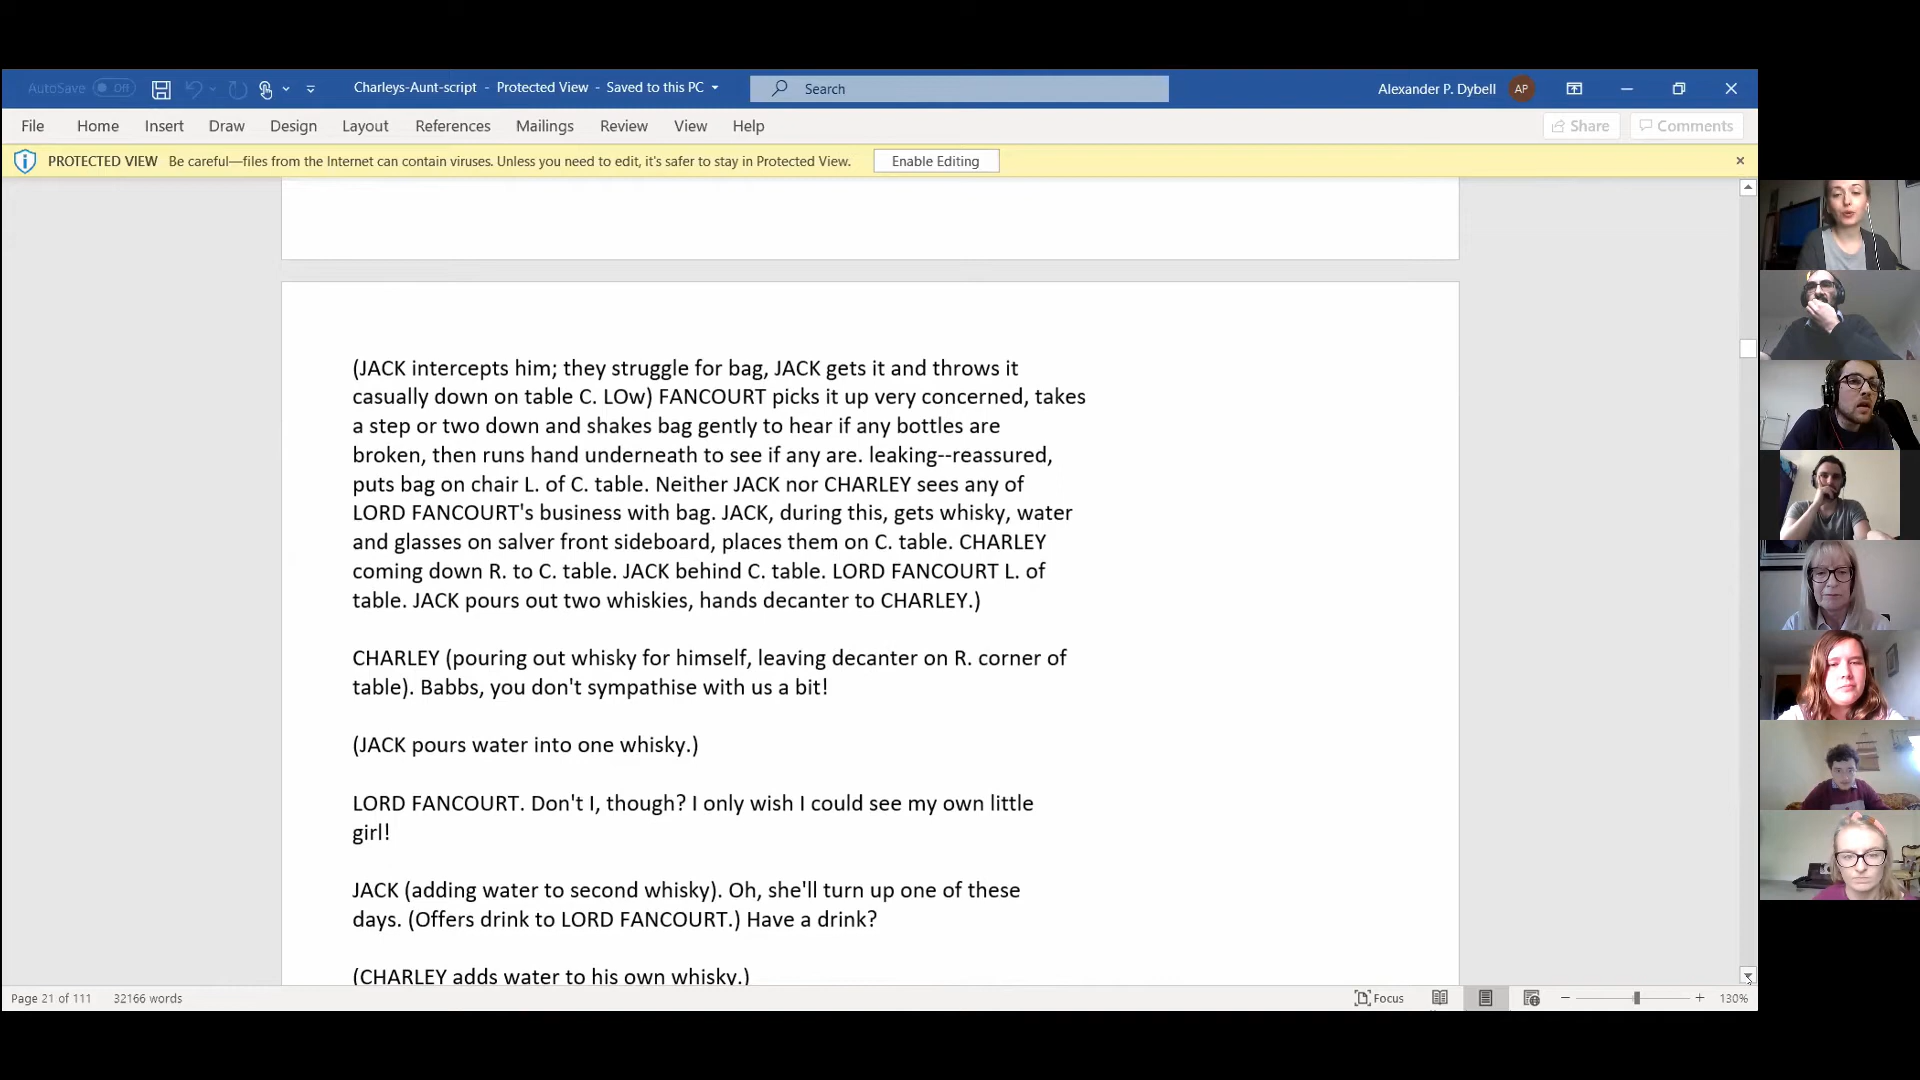 AutoSave Off
Charleys-Aunt-script - Protected View - Saved to this PC
Search
Alexander P. Dybell AP
File Home Insert Draw Design Layout References Mailings Review View Help
Share Comments
PROTECTED VIEW Be careful—files from the Internet can contain viruses. Unless you need to edit, it's safer to stay in Protected View. Enable Editing
(JACK intercepts him; they struggle for bag, JACK gets it and throws it
casually down on table C. LOw) FANCOURT picks it up very concerned, takes
a step or two down and shakes bag gently to hear if any bottles are
broken, then runs hand underneath to see if any are. leaking--reassured,
puts bag on chair L. of C. table. Neither JACK nor CHARLEY sees any of
LORD FANCOURT's business with bag. JACK, during this, gets whisky, water
and glasses on salver front sideboard, places them on C. table. CHARLEY
coming down R. to C. table. JACK behind C. table. LORD FANCOURT L. of
table. JACK pours out two whiskies, hands decanter to CHARLEY.)
CHARLEY (pouring out whisky for himself, leaving decanter on R. corner of
table). Babbs, you don't sympathise with us a bit!
(JACK pours water into one whisky.)
LORD FANCOURT. Don't I, though? I only wish I could see my own little
girl!
JACK (adding water to second whisky). Oh, she'll turn up one of these
days. (Offers drink to LORD FANCOURT.) Have a drink?
(CHARLEY adds water to his own whisky.)
Page 21 of 111 32166 words
Focus
130%